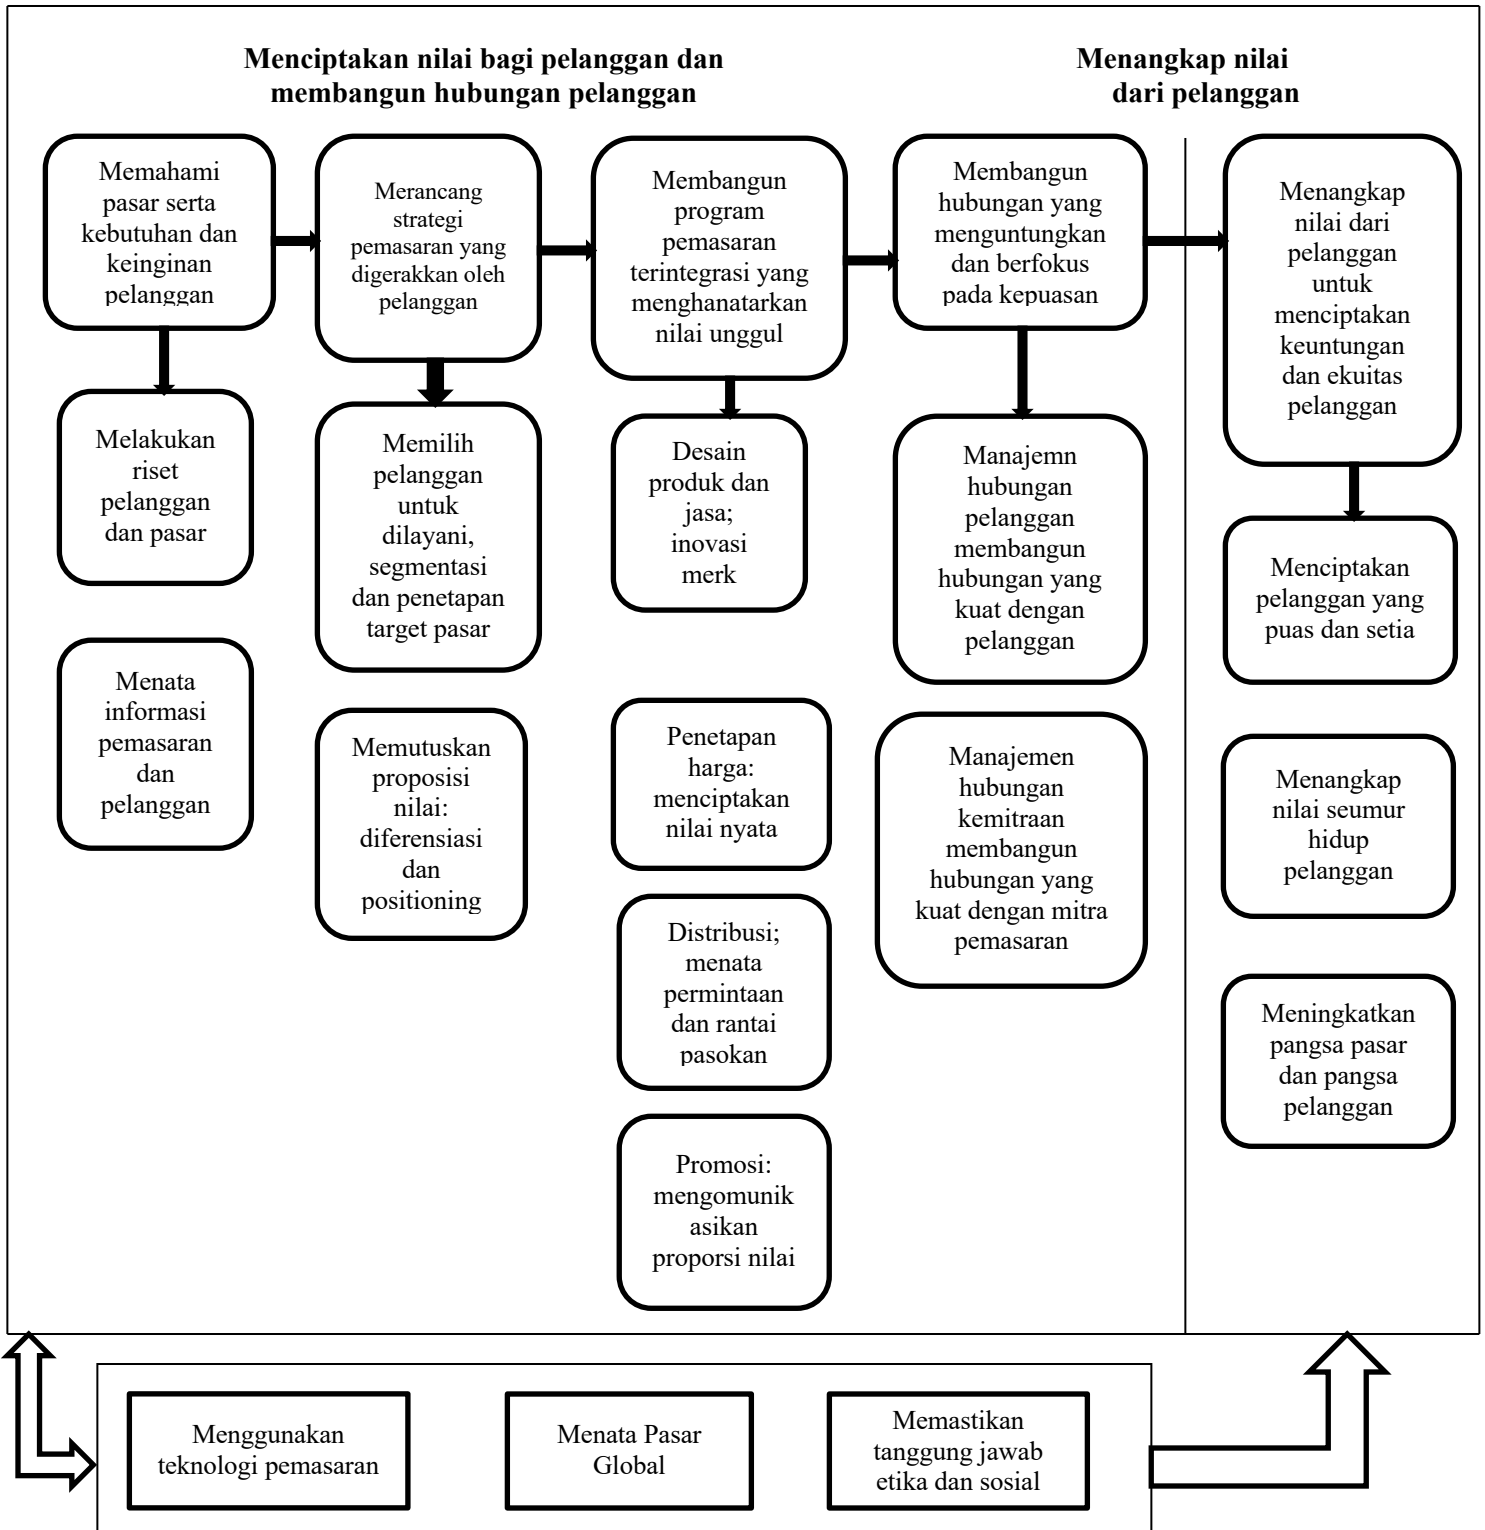 Menciptakan nilai bagi pelanggan dan
membangun hubungan pelanggan
Menangkap nilai
dari pelanggan
Memahami
pasar serta
kebutuhan dan
keinginan
pelanggan
Merancang
strategi
pemasaran yang
digerakkan oleh
pelanggan
Membangun
program
pemasaran
terintegrasi yang
menghanatarkan
nilai unggul
Membangun
hubungan yang
menguntungkan
dan berfokus
pada kepuasan
Menangkap
nilai dari
pelanggan
untuk
menciptakan
keuntungan
dan ekuitas
pelanggan
Melakukan
riset
pelanggan
dan pasar
Memilih
pelanggan
untuk
dilayani,
segmentasi
dan penetapan
target pasar
Desain
produk dan
jasa;
inovasi
merk
Manajemn
hubungan
pelanggan
membangun
hubungan yang
kuat dengan
pelanggan
Menciptakan
pelanggan yang
puas dan setia
Menata
informasi
pemasaran
dan
pelanggan
Memutuskan
proposisi
nilai:
diferensiasi
dan
positioning
Penetapan
harga:
menciptakan
nilai nyata
Manajemen
hubungan
kemitraan
membangun
hubungan yang
kuat dengan mitra
pemasaran
Menangkap
nilai seumur
hidup
pelanggan
Distribusi;
menata
permintaan
dan rantai
pasokan
Meningkatkan
pangsa pasar
dan pangsa
pelanggan
Promosi:
mengomunik
asikan
proporsi nilai
Menggunakan
teknologi pemasaran
Menata Pasar
Global
Memastikan
tanggung jawab
etika dan sosial